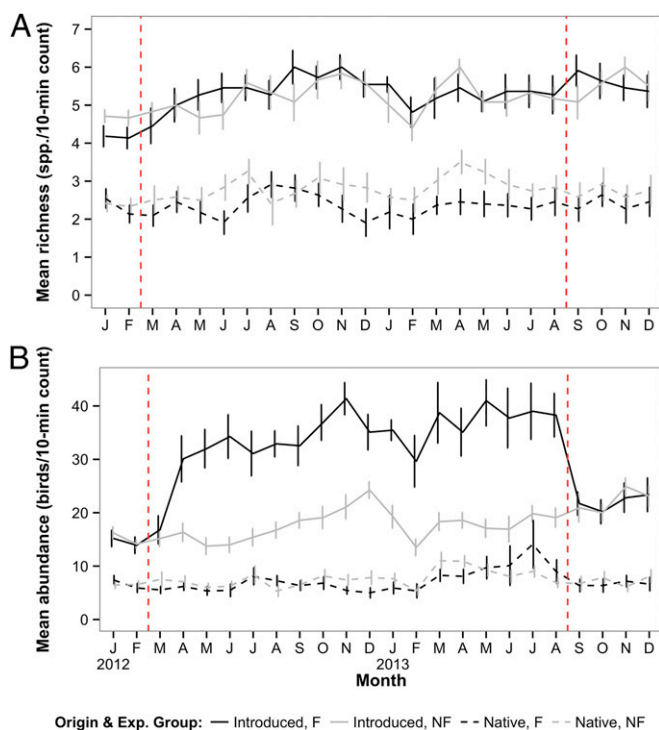 A
Mean richness (spp./10-min count)
7
6
5
4
3
2
1
0
J F M A M J J A S O N D J F M A M J J A S O N D
B
Mean abundance (birds/10-min count)
40
30
20
10
0
J F M A M J J A S O N D J F M A M J J A S O N D
2012 2013
Month
Origin & Exp. Group: Introduced, F Introduced, NF Native, F Native, NF